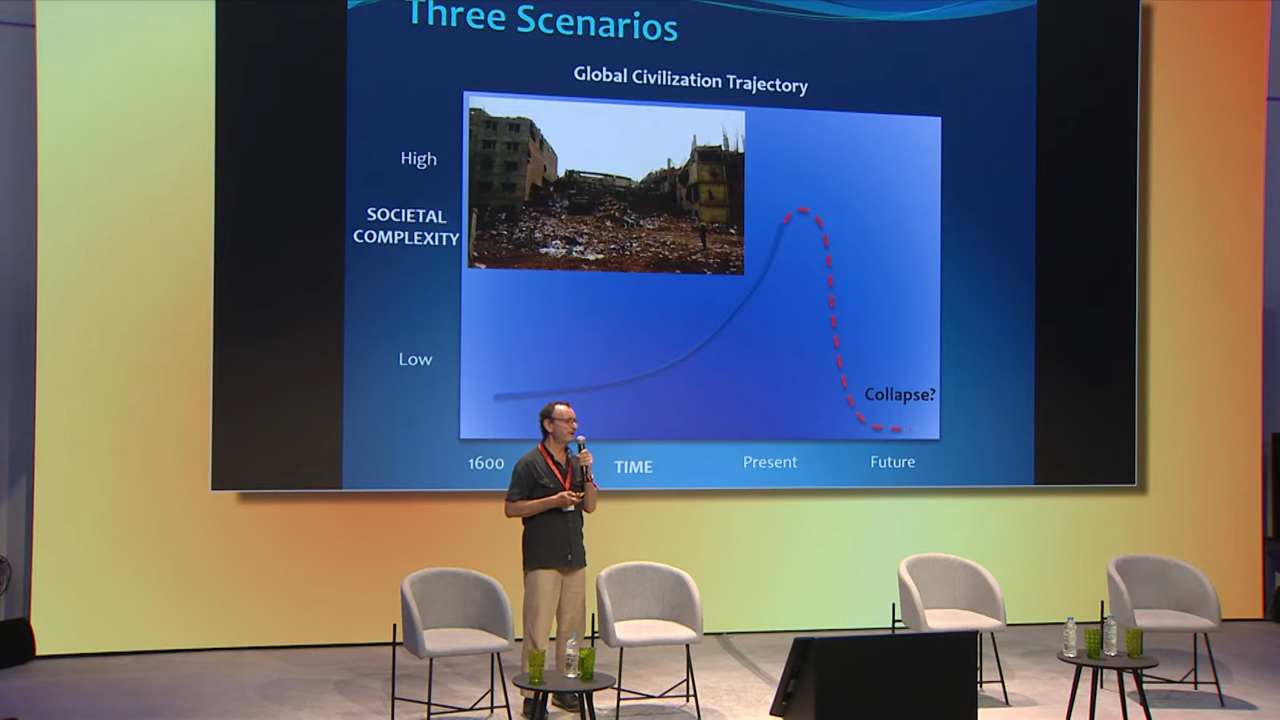 Three Scenarios
Global Civilization Trajectory
High
SOCIETAL
COMPLEXITY
Low
Collapse?
1600
TIME
Present
Future